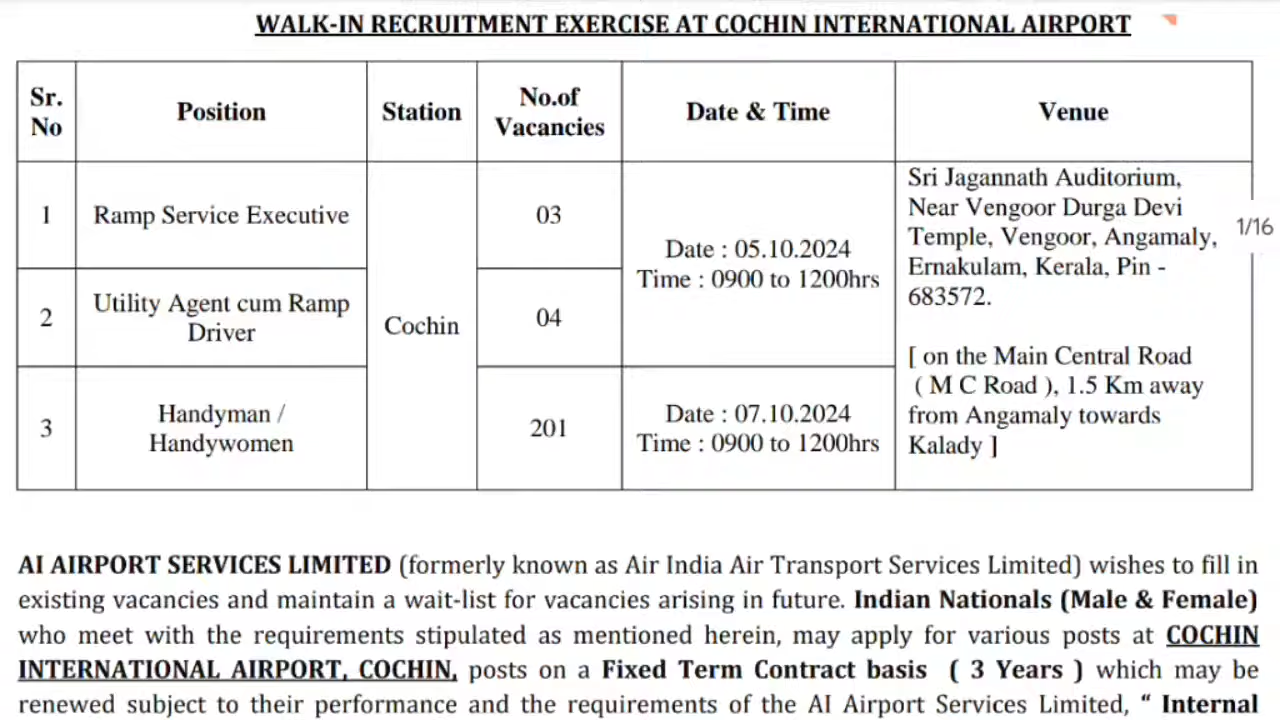 WALK-IN RECRUITMENT EXERCISE AT COCHIN INTERNATIONAL AIRPORT
Sr. No
Position
Station
No.of Vacancies
Date & Time
Venue
1
Ramp Service Executive
Cochin
03
Date : 05.10.2024
Time : 0900 to 1200hrs
Sri Jagannath Auditorium,
Near Vengoor Durga Devi
Temple, Vengoor, Angamaly,
Ernakulam, Kerala, Pin -
683572.
[ on the Main Central Road
( M C Road ), 1.5 Km away
from Angamaly towards
Kalady ]
1/16
2
Utility Agent cum Ramp
Driver
04
3
Handyman /
Handywomen
201
Date : 07.10.2024
Time : 0900 to 1200hrs
AI AIRPORT SERVICES LIMITED (formerly known as Air India Air Transport Services Limited) wishes to fill in
existing vacancies and maintain a wait-list for vacancies arising in future. Indian Nationals (Male & Female)
who meet with the requirements stipulated as mentioned herein, may apply for various posts at COCHIN
INTERNATIONAL AIRPORT, COCHIN, posts on a Fixed Term Contract basis ( 3 Years ) which may be
renewed subject to their performance and the requirements of the AI Airport Services Limited, “ Internal